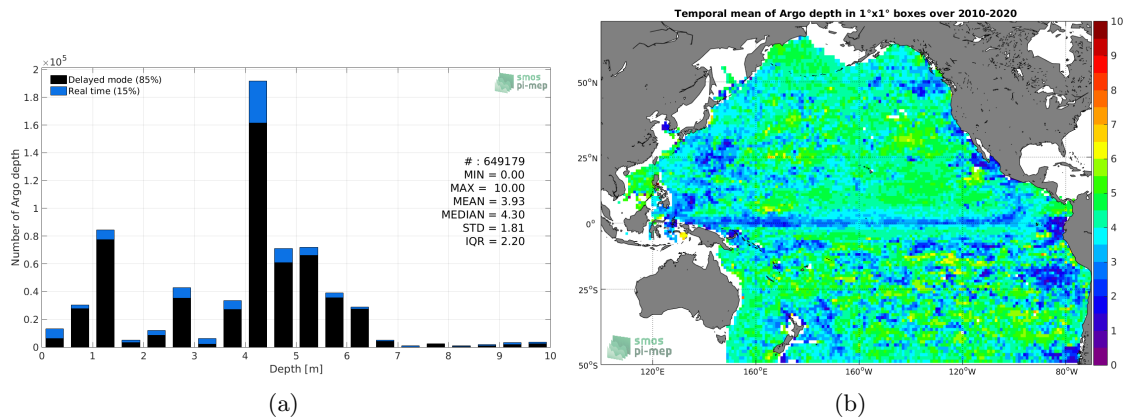 ×10⁵
2
1.8
1.6
1.4
1.2
1
0.8
0.6
0.4
0.2
0
Number of Argo depth
Delayed mode (85%)
Real time (15%)
smos
pi-mep
# : 649179
MIN = 0.00
MAX = 10.00
MEAN = 3.93
MEDIAN = 4.30
STD = 1.81
IQR = 2.20
0 1 2 3 4 5 6 7 8 9 10
Depth [m]
(a)
Temporal mean of Argo depth in 1°x1° boxes over 2010-2020
50°N
25°N
0°
25°S
50°S
120°E 160°E 160°W 120°W 80°W
smos
pi-mep
10
9
8
7
6
5
4
3
2
1
0
(b)